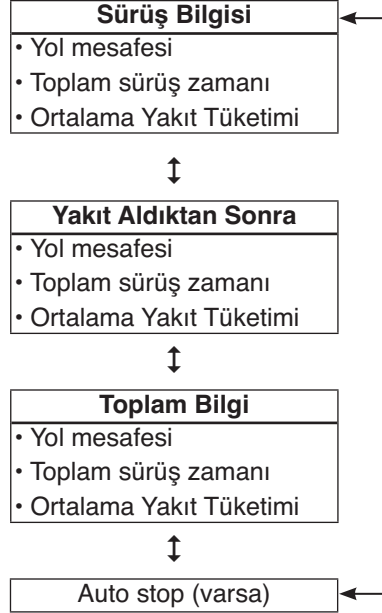 Sürüş Bilgisi
• Yol mesafesi
• Toplam sürüş zamanı
• Ortalama Yakıt Tüketimi
Yakıt Aldıktan Sonra
• Yol mesafesi
• Toplam sürüş zamanı
• Ortalama Yakıt Tüketimi
Toplam Bilgi
• Yol mesafesi
• Toplam sürüş zamanı
• Ortalama Yakıt Tüketimi
Auto stop (varsa)